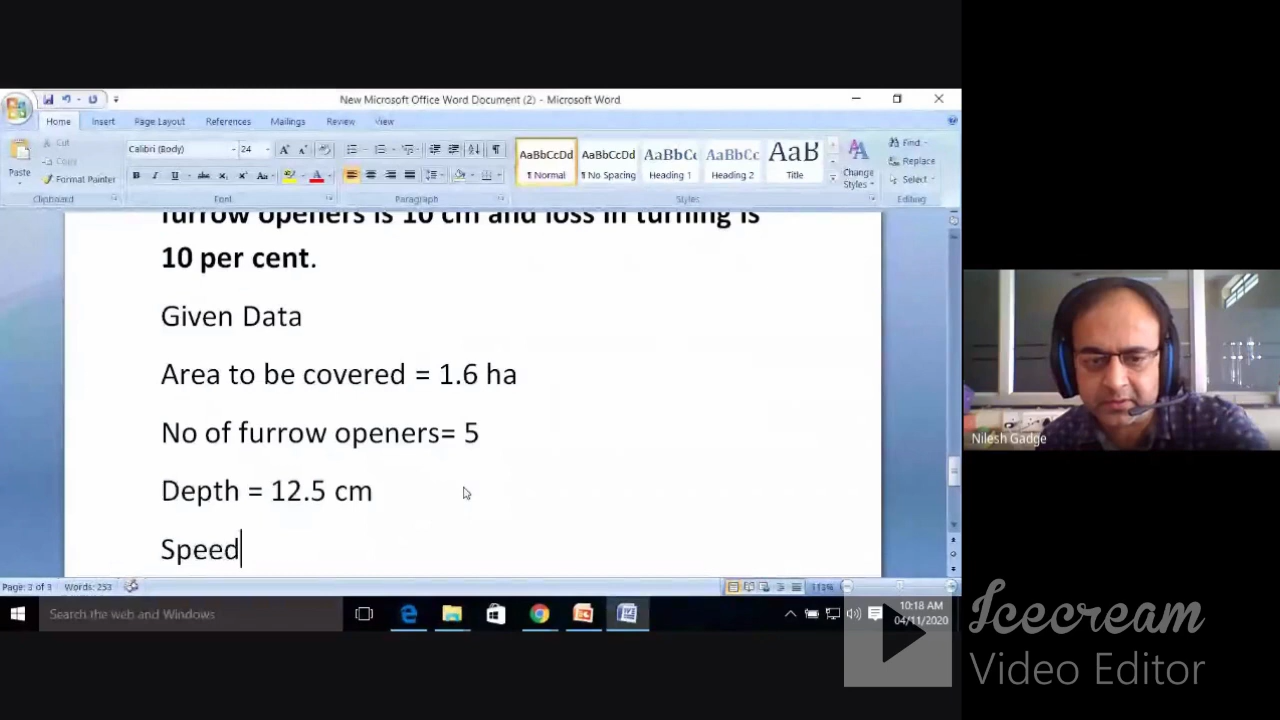 New Microsoft Office Word Document (2) - Microsoft Word
Home Insert Page Layout References Mailings Review View
Cut
Copy
Paste
Format Painter
Clipboard
Calibri (Body) 24
Font
Paragraph
AaBbCcDd AaBbCcDd AaBbCc AaBbCcDd AaB
¶ Normal ¶ No Spacing Heading 1 Heading 2 Title
Change Styles
Styles
Find
Replace
Select
Editing
furrow openers is 10 cm and loss in turning is
10 per cent.
Given Data
Area to be covered = 1.6 ha
No of furrow openers= 5
Depth = 12.5 cm
Speed
Nilesh Gadge
Page: 3 of 3 Words: 253 113%
Search the web and Windows
10:18 AM
04/11/2020
Icecream
Video Editor